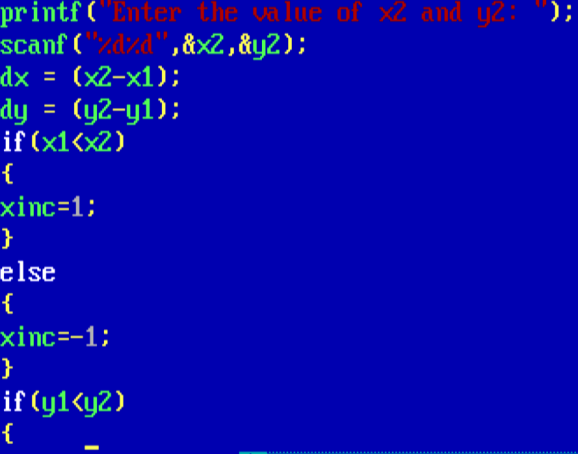 printf("Enter the value of x2 and y2: ");
scanf("%d%d",&x2,&y2);
dx = (x2-x1);
dy = (y2-y1);
if(x1<x2)
{
xinc=1;
}
else
{
xinc=-1;
}
if(y1<y2)
{